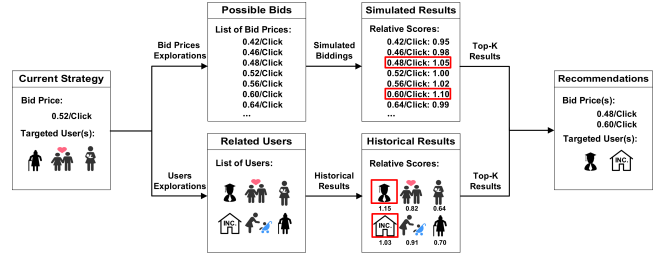 Possible Bids
List of Bid Prices:
0.42/Click
0.46/Click
0.48/Click
0.52/Click
0.56/Click
0.60/Click
0.64/Click
...
Simulated Results
Relative Scores:
0.42/Click: 0.95
0.46/Click: 0.98
0.48/Click: 1.05
0.52/Click: 1.00
0.56/Click: 1.02
0.60/Click: 1.10
0.64/Click: 0.99
...
Bid Prices
Explorations
Simulated
Biddings
Top-K
Results
Current Strategy
Bid Price:
0.52/Click
Targeted User(s):
Recommendations
Bid Price(s):
0.48/Click
0.60/Click
Targeted User(s):
INC.
Users
Explorations
Related Users
List of Users:
INC.
Historical
Results
Historical Results
Relative Scores:
1.15 0.82 0.64
INC.
1.03 0.91 0.70
Top-K
Results